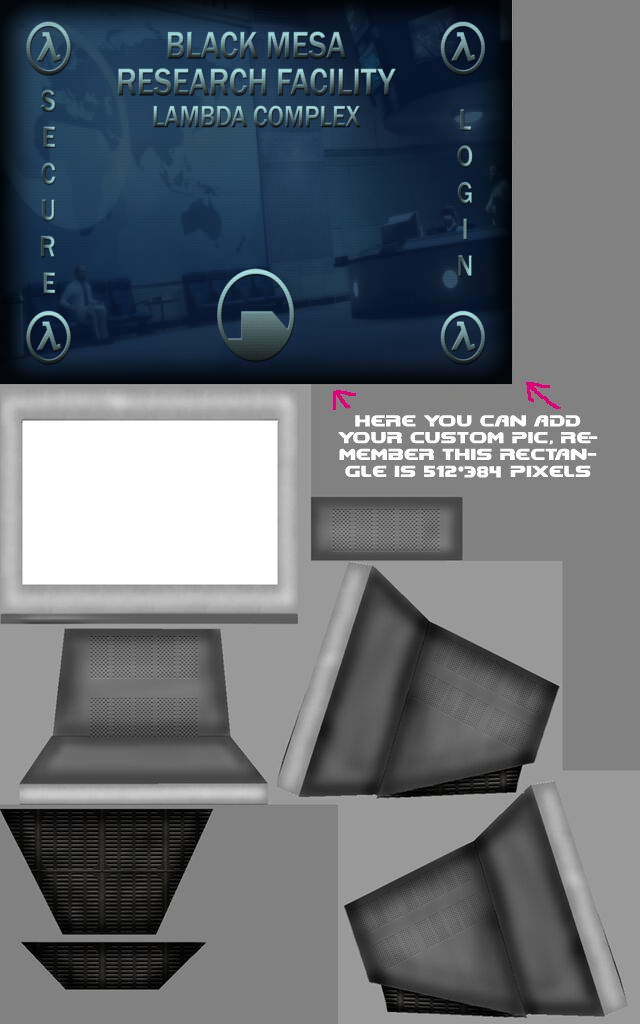 BLACK MESA
RESEARCH FACILITY
LAMBDA COMPLEX
SECURE
LOGIN
λ
λ
λ
λ
HERE YOU CAN ADD
YOUR CUSTOM PIC, RE-
MEMBER THIS RECTAN-
GLE IS 512*384 PIXELS